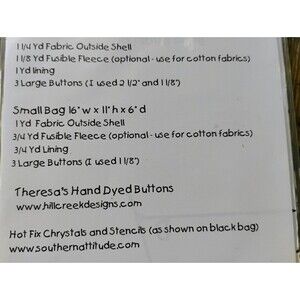 1 1/4 Yd Fabric Outside Shell
1 1/8 Yd Fusible Fleece (optional - use for cotton fabrics)
1 Yd lining
3 Large Buttons (I used 2 1/2" and 1 1/8")
Small Bag 16" w x 11" h x 6" d
1 Yd Fabric Outside Shell
3/4 Yd Fusible Fleece (optional - use for cotton fabrics)
3/4 Yd Lining
3 Large Buttons (I used 1 1/8")
Theresa's Hand Dyed Buttons
www.hillcreekdesigns.com
Hot Fix Chrystals and Stencils (as shown on black bag)
www.southernattitude.com